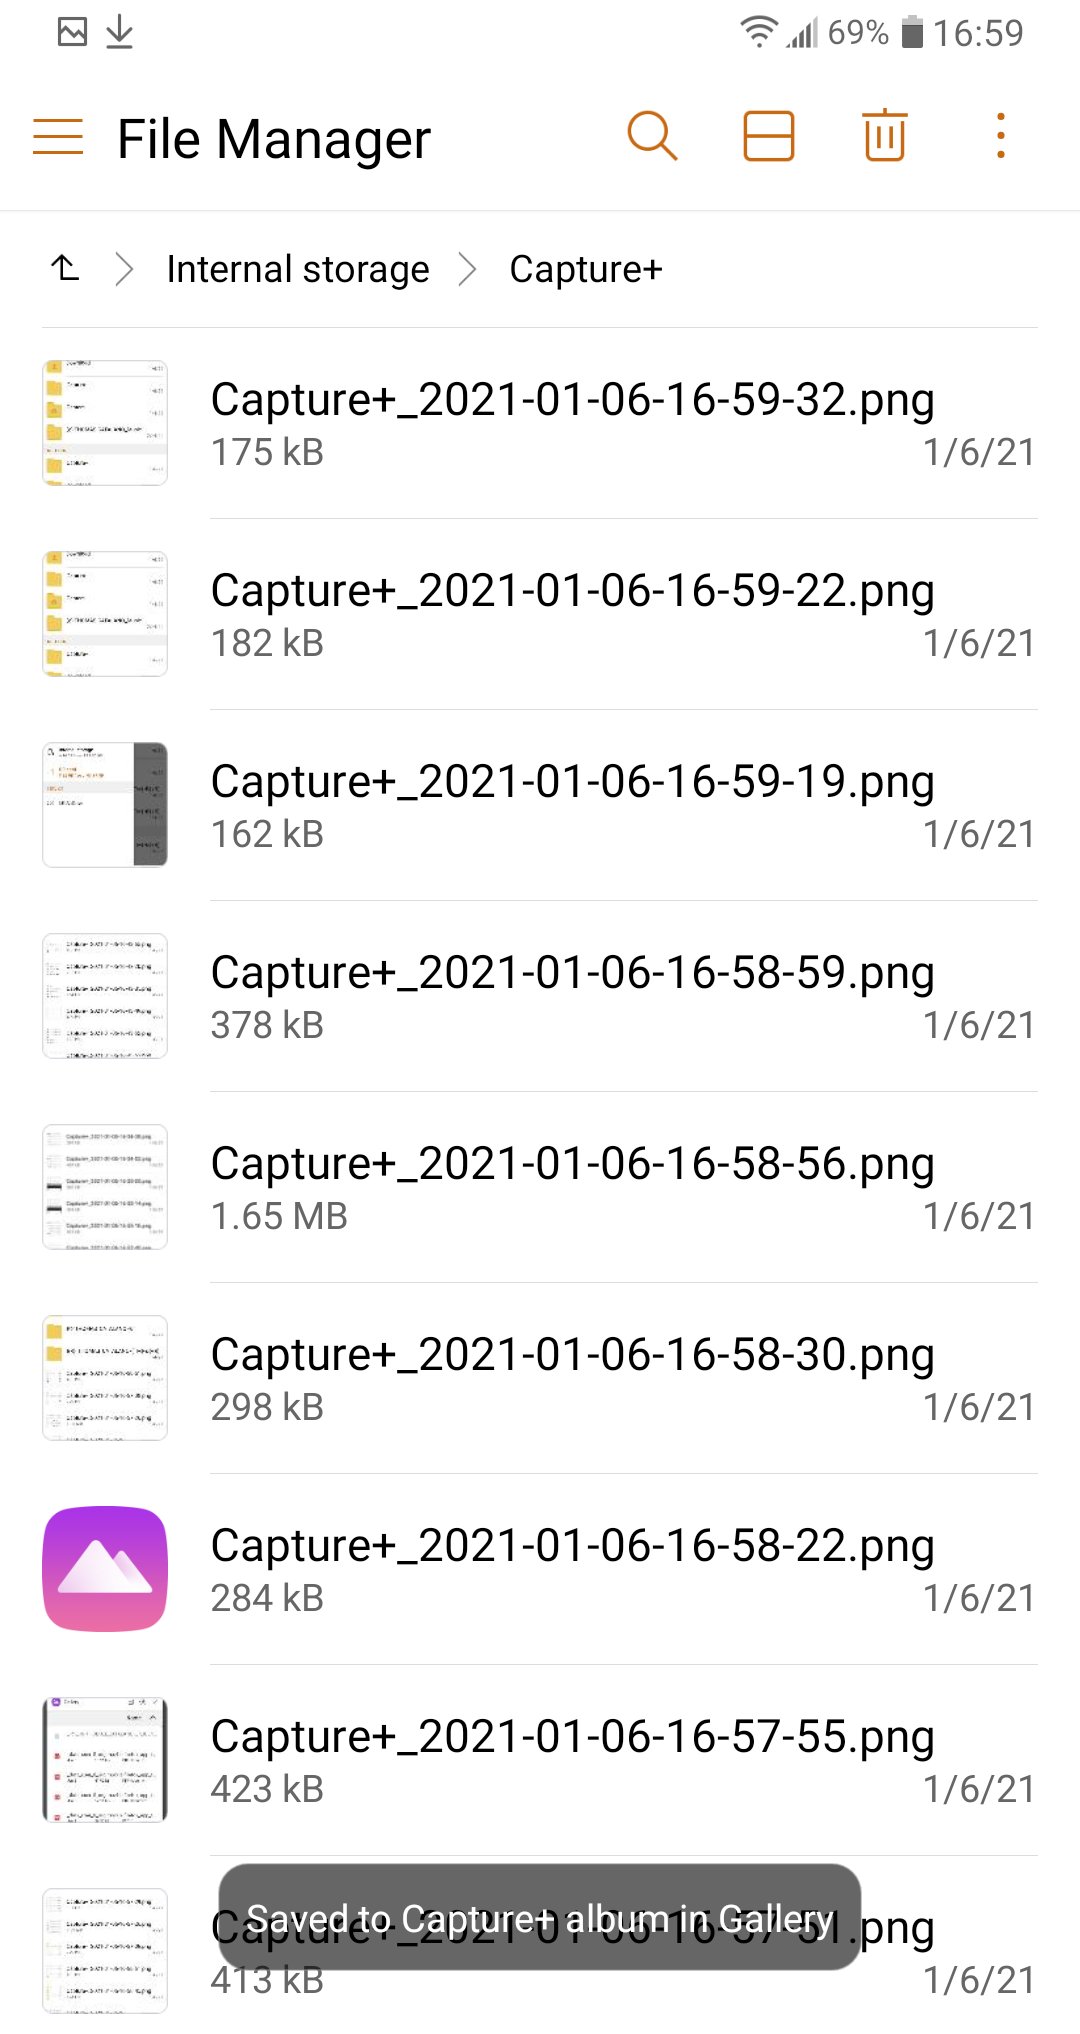 69% 16:59
File Manager
Internal storage Capture+
Capture+_2021-01-06-16-59-32.png
175 kB 1/6/21
Capture+_2021-01-06-16-59-22.png
182 kB 1/6/21
Capture+_2021-01-06-16-59-19.png
162 kB 1/6/21
Capture+_2021-01-06-16-58-59.png
378 kB 1/6/21
Capture+_2021-01-06-16-58-56.png
1.65 MB 1/6/21
Capture+_2021-01-06-16-58-30.png
298 kB 1/6/21
Capture+_2021-01-06-16-58-22.png
284 kB 1/6/21
Capture+_2021-01-06-16-57-55.png
423 kB 1/6/21
Capture+_2021-01-06-16-57-51.png
Saved to Capture+ album in Gallery
413 kB 1/6/21